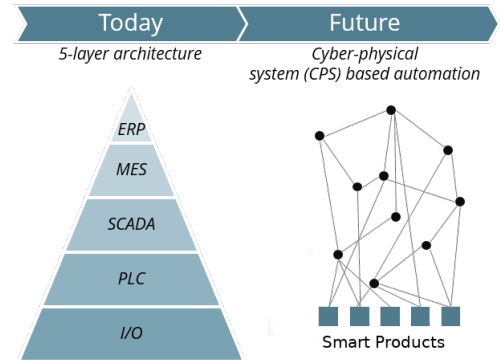 Today
Future
5-layer architecture
Cyber-physical
system (CPS) based automation
ERP
MES
SCADA
PLC
I/O
Smart Products